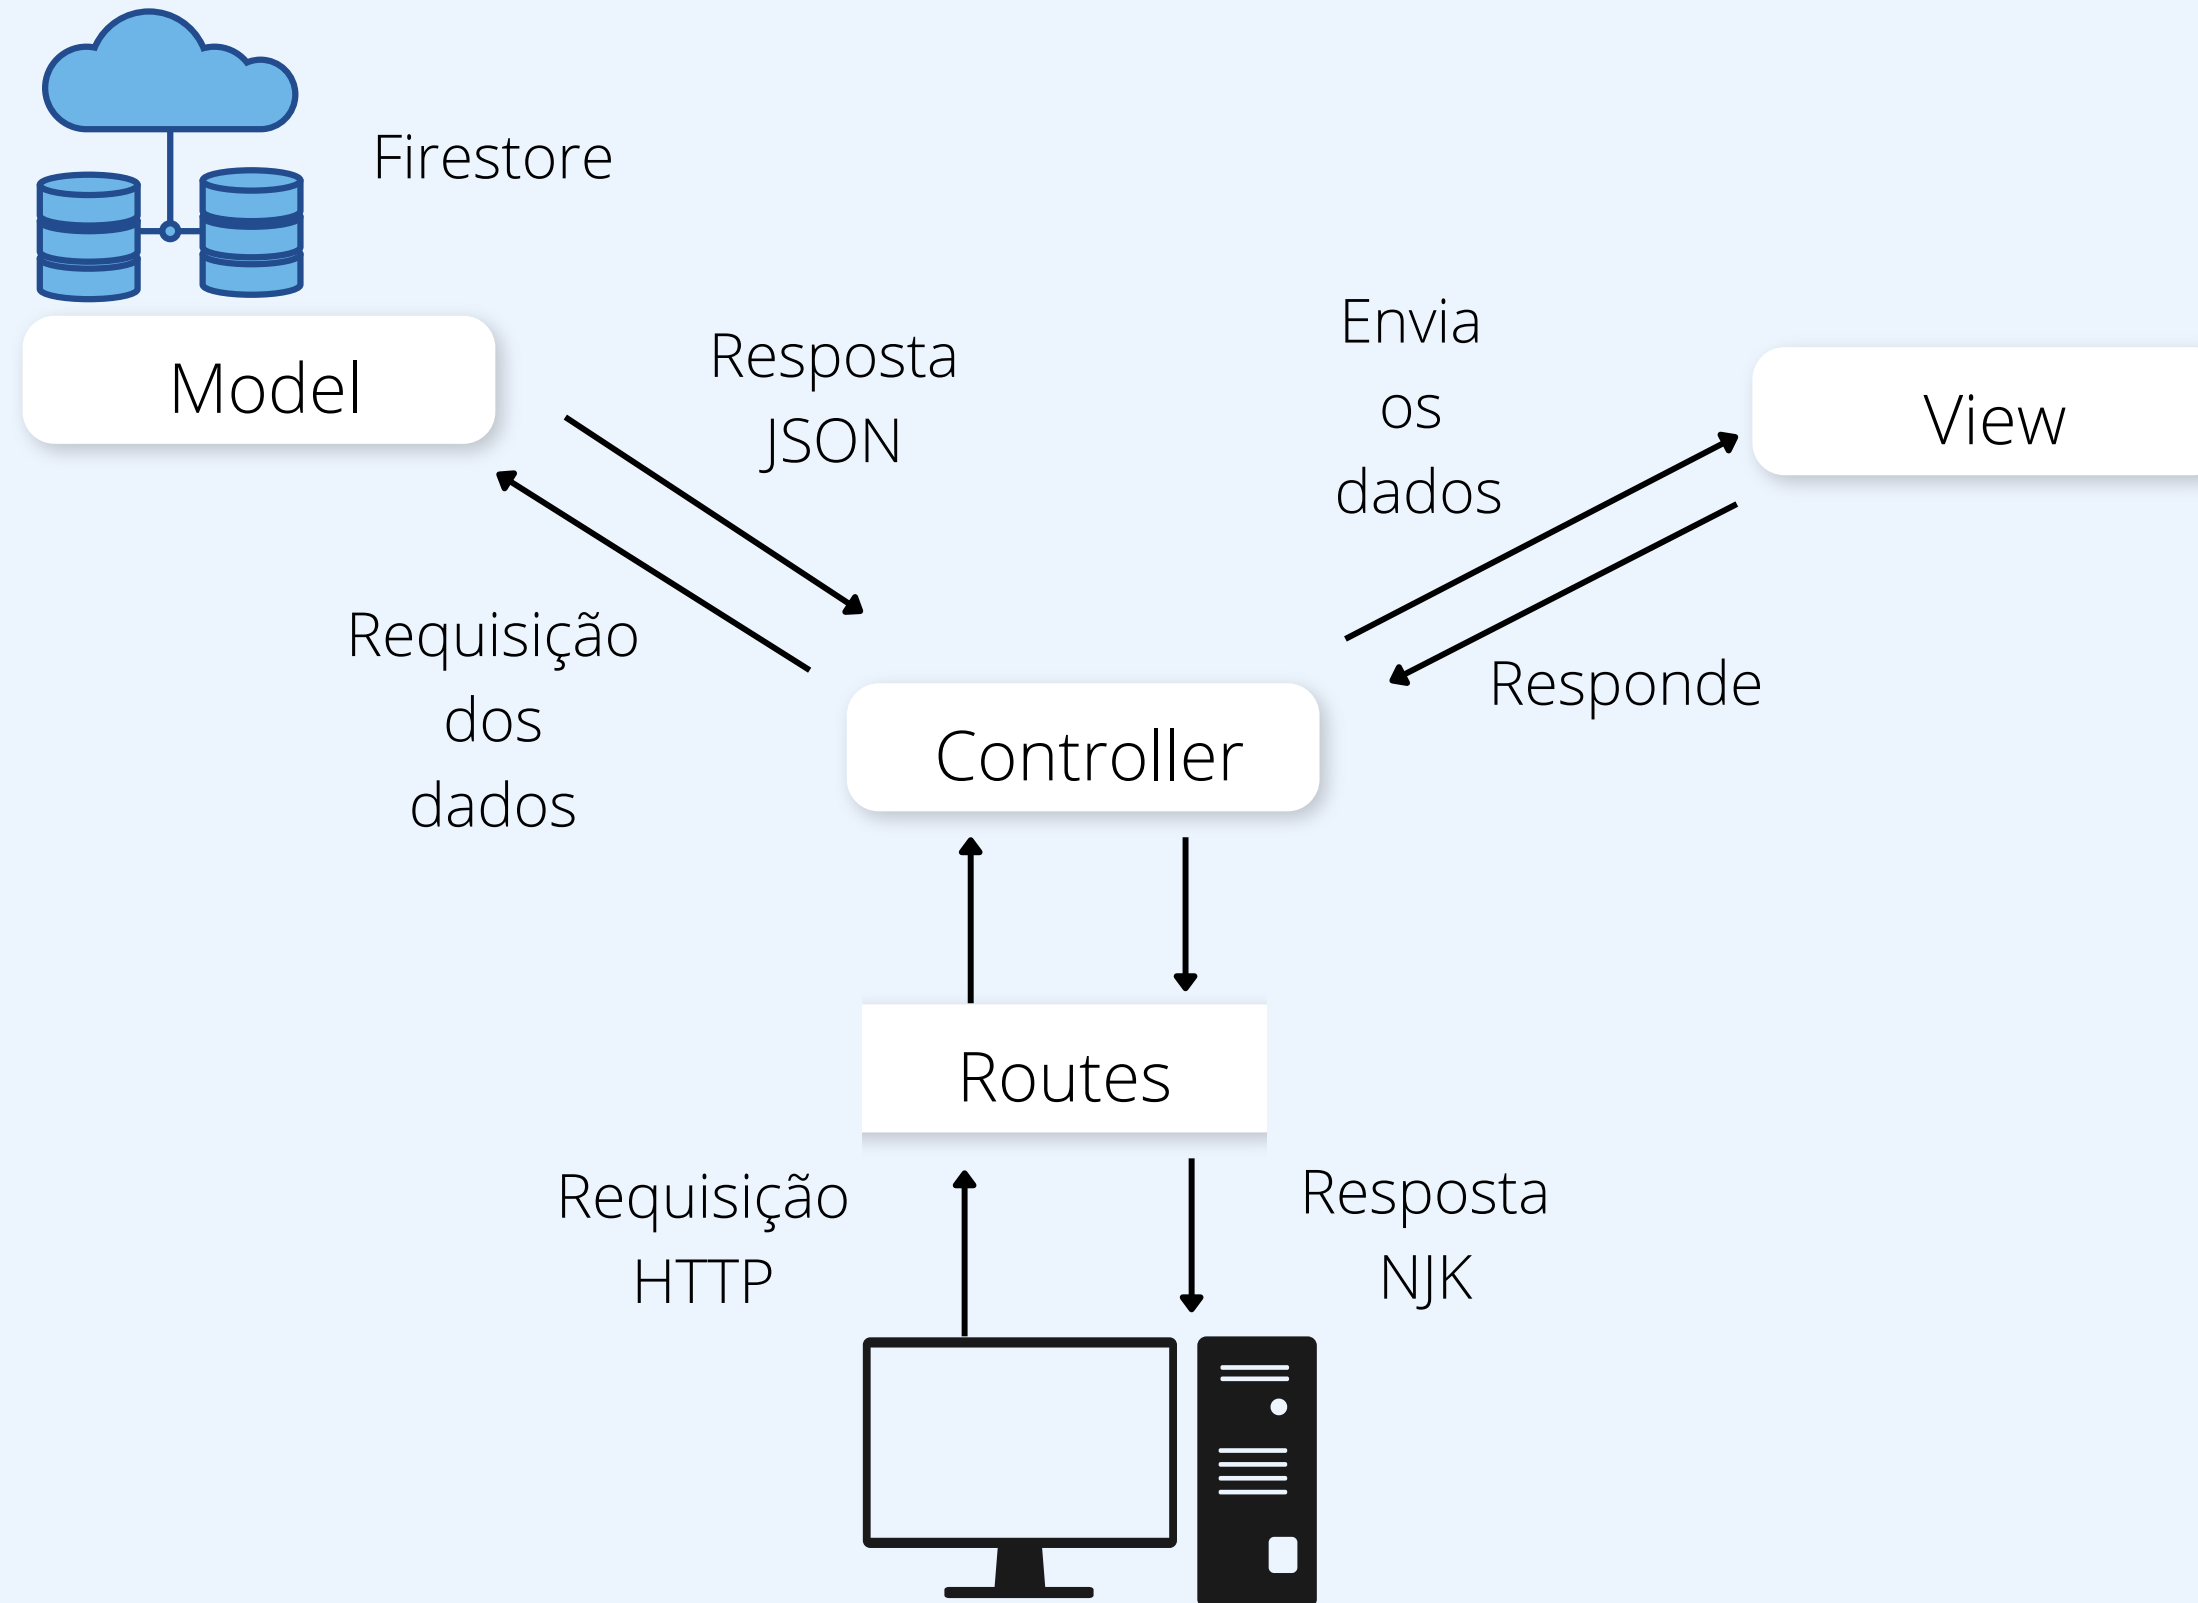 Firestore
Model
Resposta
JSON
Envia
os
dados
View
Requisição
dos
dados
Responde
Controller
Routes
Requisição
HTTP
Resposta
NJK